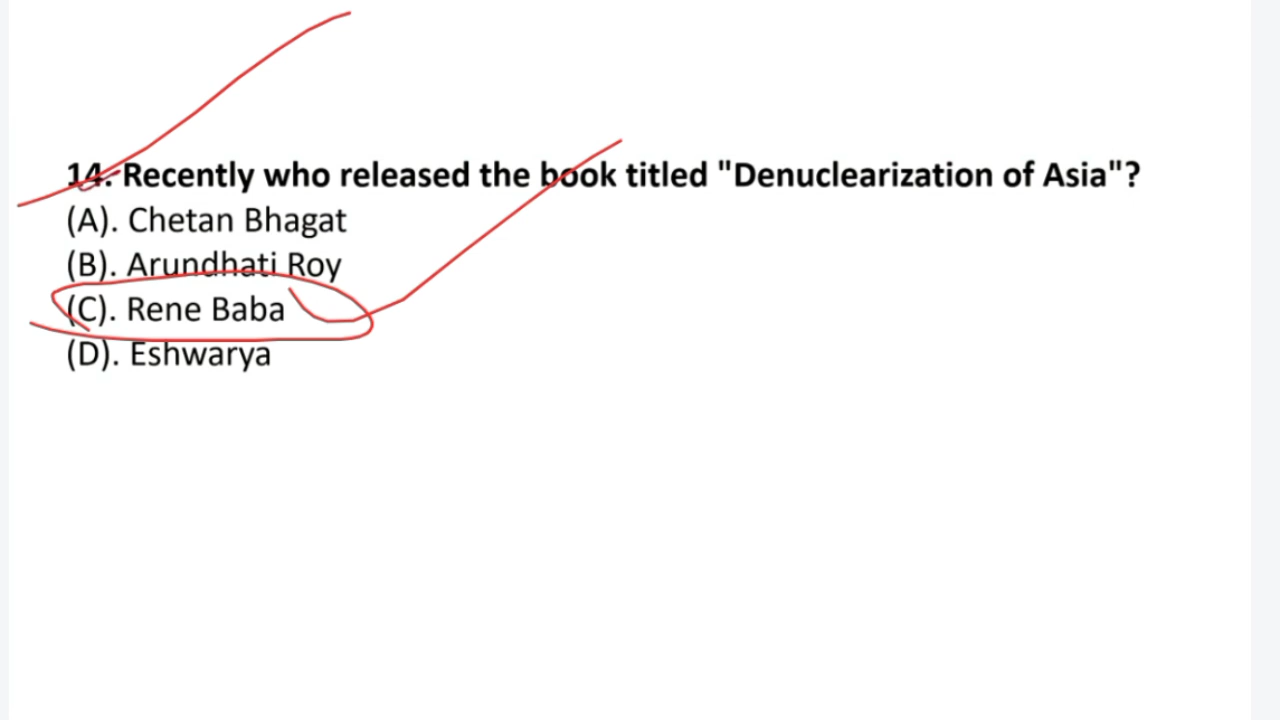 14. Recently who released the book titled "Denuclearization of Asia"?
(A). Chetan Bhagat
(B). Arundhati Roy
(C). Rene Baba
(D). Eshwarya